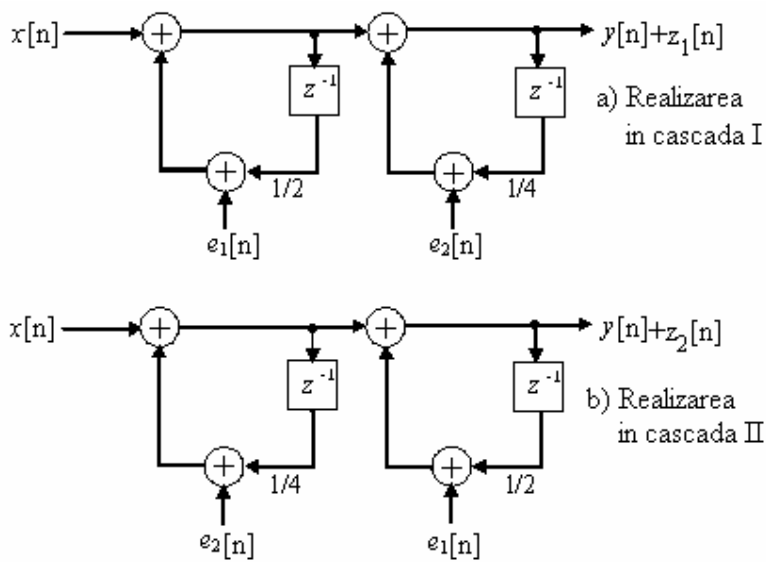 x[n]
+
+
y[n]+z₁[n]
z⁻¹
z⁻¹
a) Realizarea
in cascada I
+
1/2
+
1/4
e₁[n]
e₂[n]
x[n]
+
+
y[n]+z₂[n]
z⁻¹
z⁻¹
b) Realizarea
in cascada II
+
1/4
+
1/2
e₂[n]
e₁[n]